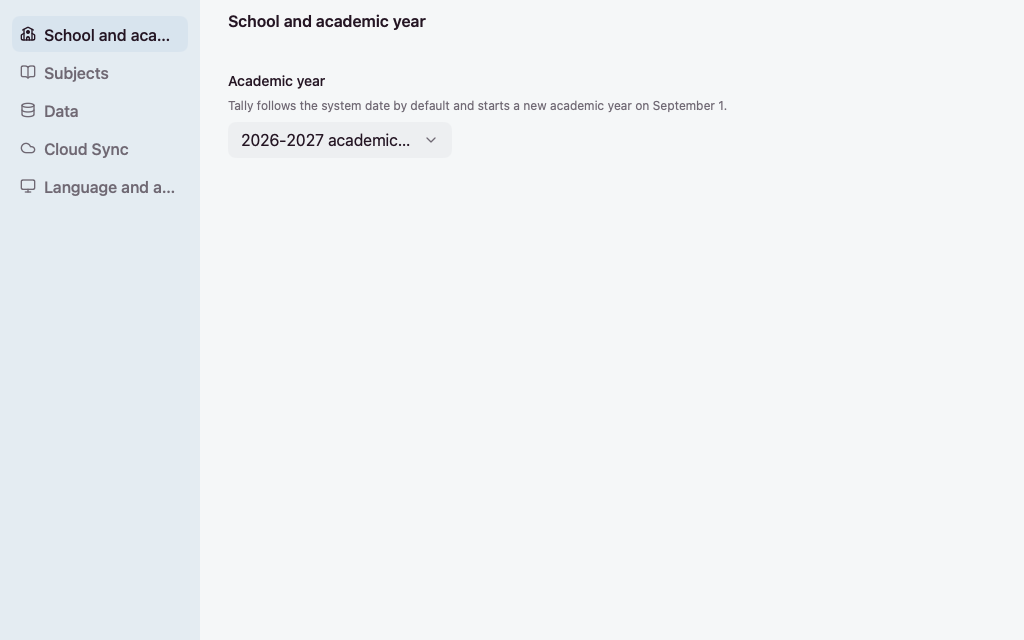 School and aca...
Subjects
Data
Cloud Sync
Language and a...
School and academic year
Academic year
Tally follows the system date by default and starts a new academic year on September 1.
2026-2027 academic...